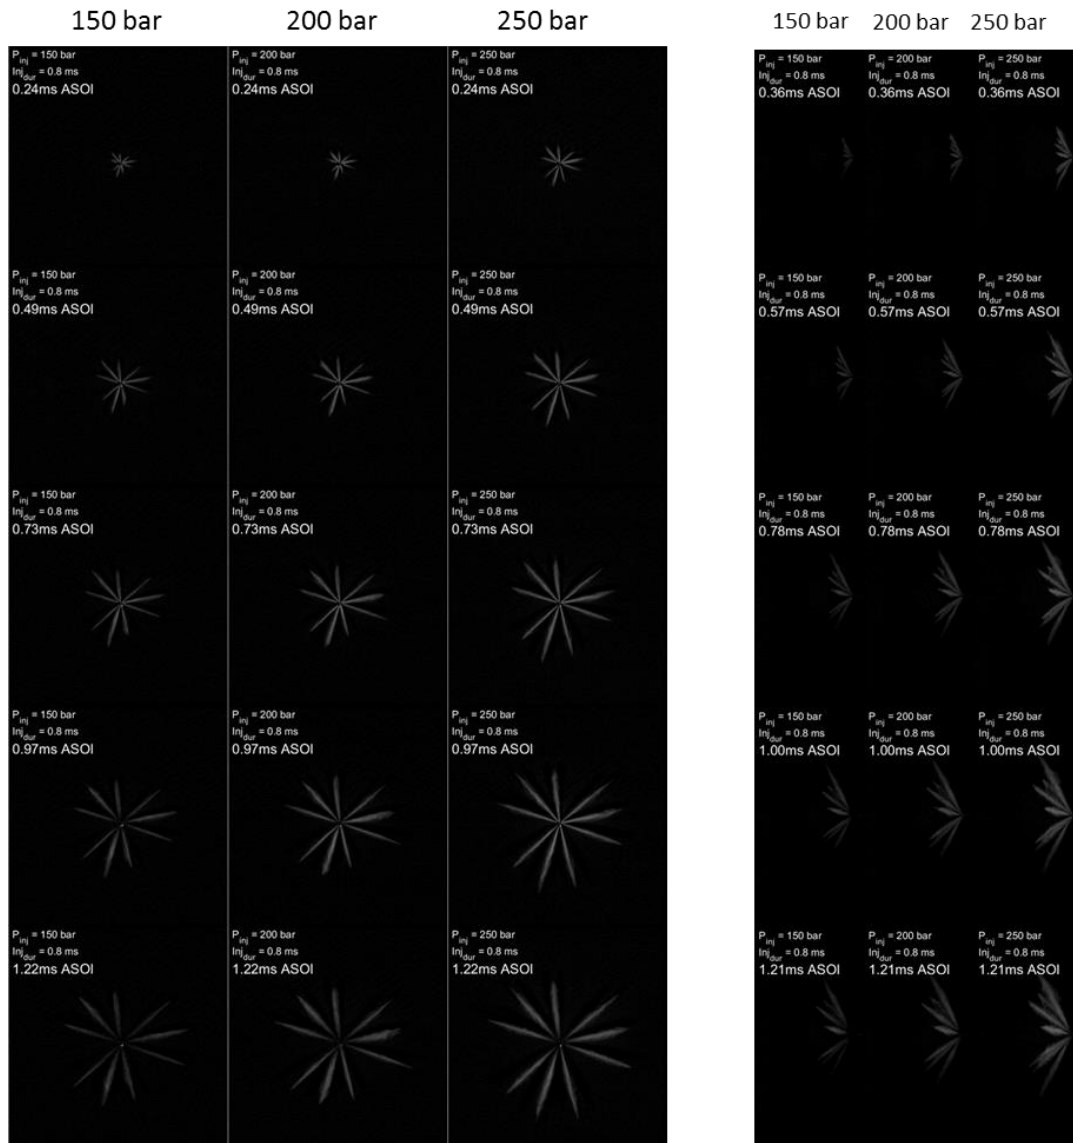 150 bar 200 bar 250 bar
150 bar 200 bar 250 bar
P_inj = 150 bar
Inj_dur = 0.8 ms
0.24ms ASOI
P_inj = 200 bar
Inj_dur = 0.8 ms
0.24ms ASOI
P_inj = 250 bar
Inj_dur = 0.8 ms
0.24ms ASOI
P_inj = 150 bar
Inj_dur = 0.8 ms
0.36ms ASOI
P_inj = 200 bar
Inj_dur = 0.8 ms
0.36ms ASOI
P_inj = 250 bar
Inj_dur = 0.8 ms
0.36ms ASOI
P_inj = 150 bar
Inj_dur = 0.8 ms
0.49ms ASOI
P_inj = 200 bar
Inj_dur = 0.8 ms
0.49ms ASOI
P_inj = 250 bar
Inj_dur = 0.8 ms
0.49ms ASOI
P_inj = 150 bar
Inj_dur = 0.8 ms
0.57ms ASOI
P_inj = 200 bar
Inj_dur = 0.8 ms
0.57ms ASOI
P_inj = 250 bar
Inj_dur = 0.8 ms
0.57ms ASOI
P_inj = 150 bar
Inj_dur = 0.8 ms
0.73ms ASOI
P_inj = 200 bar
Inj_dur = 0.8 ms
0.73ms ASOI
P_inj = 250 bar
Inj_dur = 0.8 ms
0.73ms ASOI
P_inj = 150 bar
Inj_dur = 0.8 ms
0.78ms ASOI
P_inj = 200 bar
Inj_dur = 0.8 ms
0.78ms ASOI
P_inj = 250 bar
Inj_dur = 0.8 ms
0.78ms ASOI
P_inj = 150 bar
Inj_dur = 0.8 ms
0.97ms ASOI
P_inj = 200 bar
Inj_dur = 0.8 ms
0.97ms ASOI
P_inj = 250 bar
Inj_dur = 0.8 ms
0.97ms ASOI
P_inj = 150 bar
Inj_dur = 0.8 ms
1.00ms ASOI
P_inj = 200 bar
Inj_dur = 0.8 ms
1.00ms ASOI
P_inj = 250 bar
Inj_dur = 0.8 ms
1.00ms ASOI
P_inj = 150 bar
Inj_dur = 0.8 ms
1.22ms ASOI
P_inj = 200 bar
Inj_dur = 0.8 ms
1.22ms ASOI
P_inj = 250 bar
Inj_dur = 0.8 ms
1.22ms ASOI
P_inj = 150 bar
Inj_dur = 0.8 ms
1.21ms ASOI
P_inj = 200 bar
Inj_dur = 0.8 ms
1.21ms ASOI
P_inj = 250 bar
Inj_dur = 0.8 ms
1.21ms ASOI